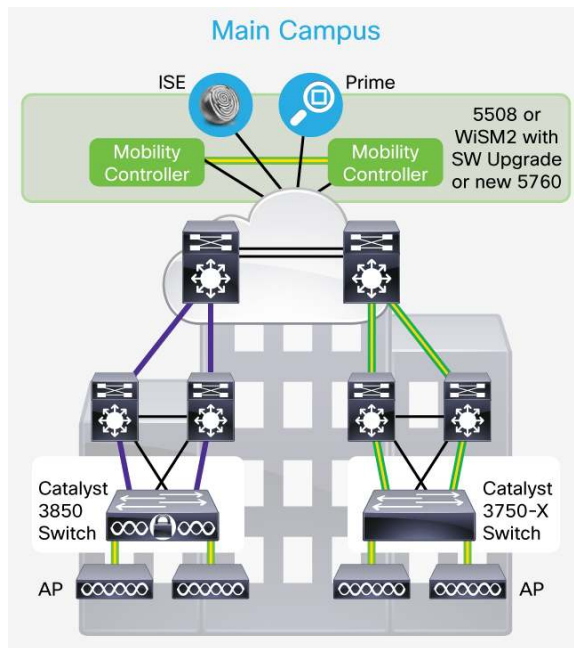 Main Campus
ISE
Prime
Mobility
Controller
Mobility
Controller
5508 or
WiSM2 with
SW Upgrade
or new 5760
Catalyst
3850
Switch
Catalyst
3750-X
Switch
AP
AP